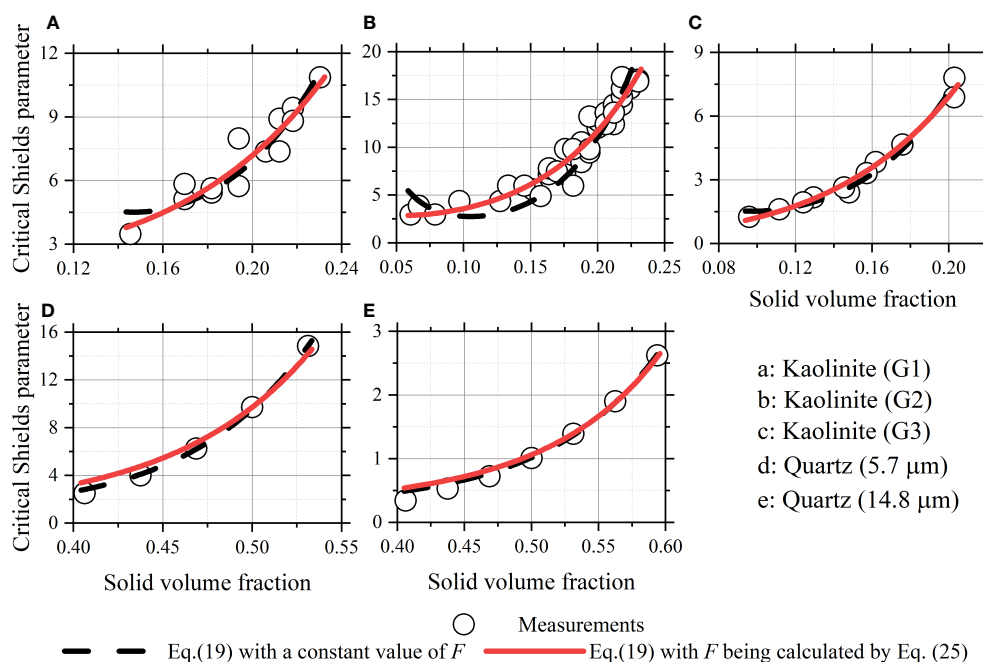 A
B
C
Critical Shields parameter
12
9
6
3
0.12
0.16
0.20
0.24
20
15
10
5
0
0.05
0.10
0.15
0.20
0.25
9
6
3
0
0.08
0.12
0.16
0.20
Solid volume fraction
D
E
Critical Shields parameter
16
12
8
4
0
0.40
0.45
0.50
0.55
Solid volume fraction
3
2
1
0
0.40
0.45
0.50
0.55
0.60
Solid volume fraction
a: Kaolinite (G1)
b: Kaolinite (G2)
c: Kaolinite (G3)
d: Quartz (5.7 μm)
e: Quartz (14.8 μm)
Measurements
Eq.(19) with a constant value of F
Eq.(19) with F being calculated by Eq. (25)